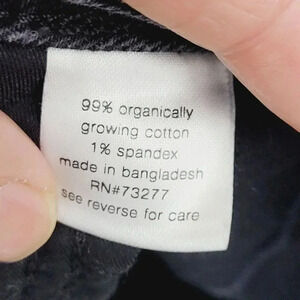 99% organically
growing cotton
1% spandex
made in bangladesh
RN#73277
see reverse for care